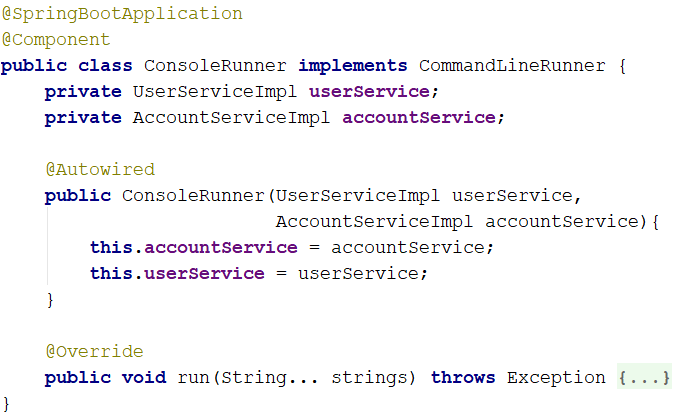 @SpringBootApplication
@Component
public class ConsoleRunner implements CommandLineRunner {
    private UserServiceImpl userService;
    private AccountServiceImpl accountService;

    @Autowired
    public ConsoleRunner(UserServiceImpl userService,
                         AccountServiceImpl accountService){
        this.accountService = accountService;
        this.userService = userService;
    }

    @Override
    public void run(String... strings) throws Exception {...}
}